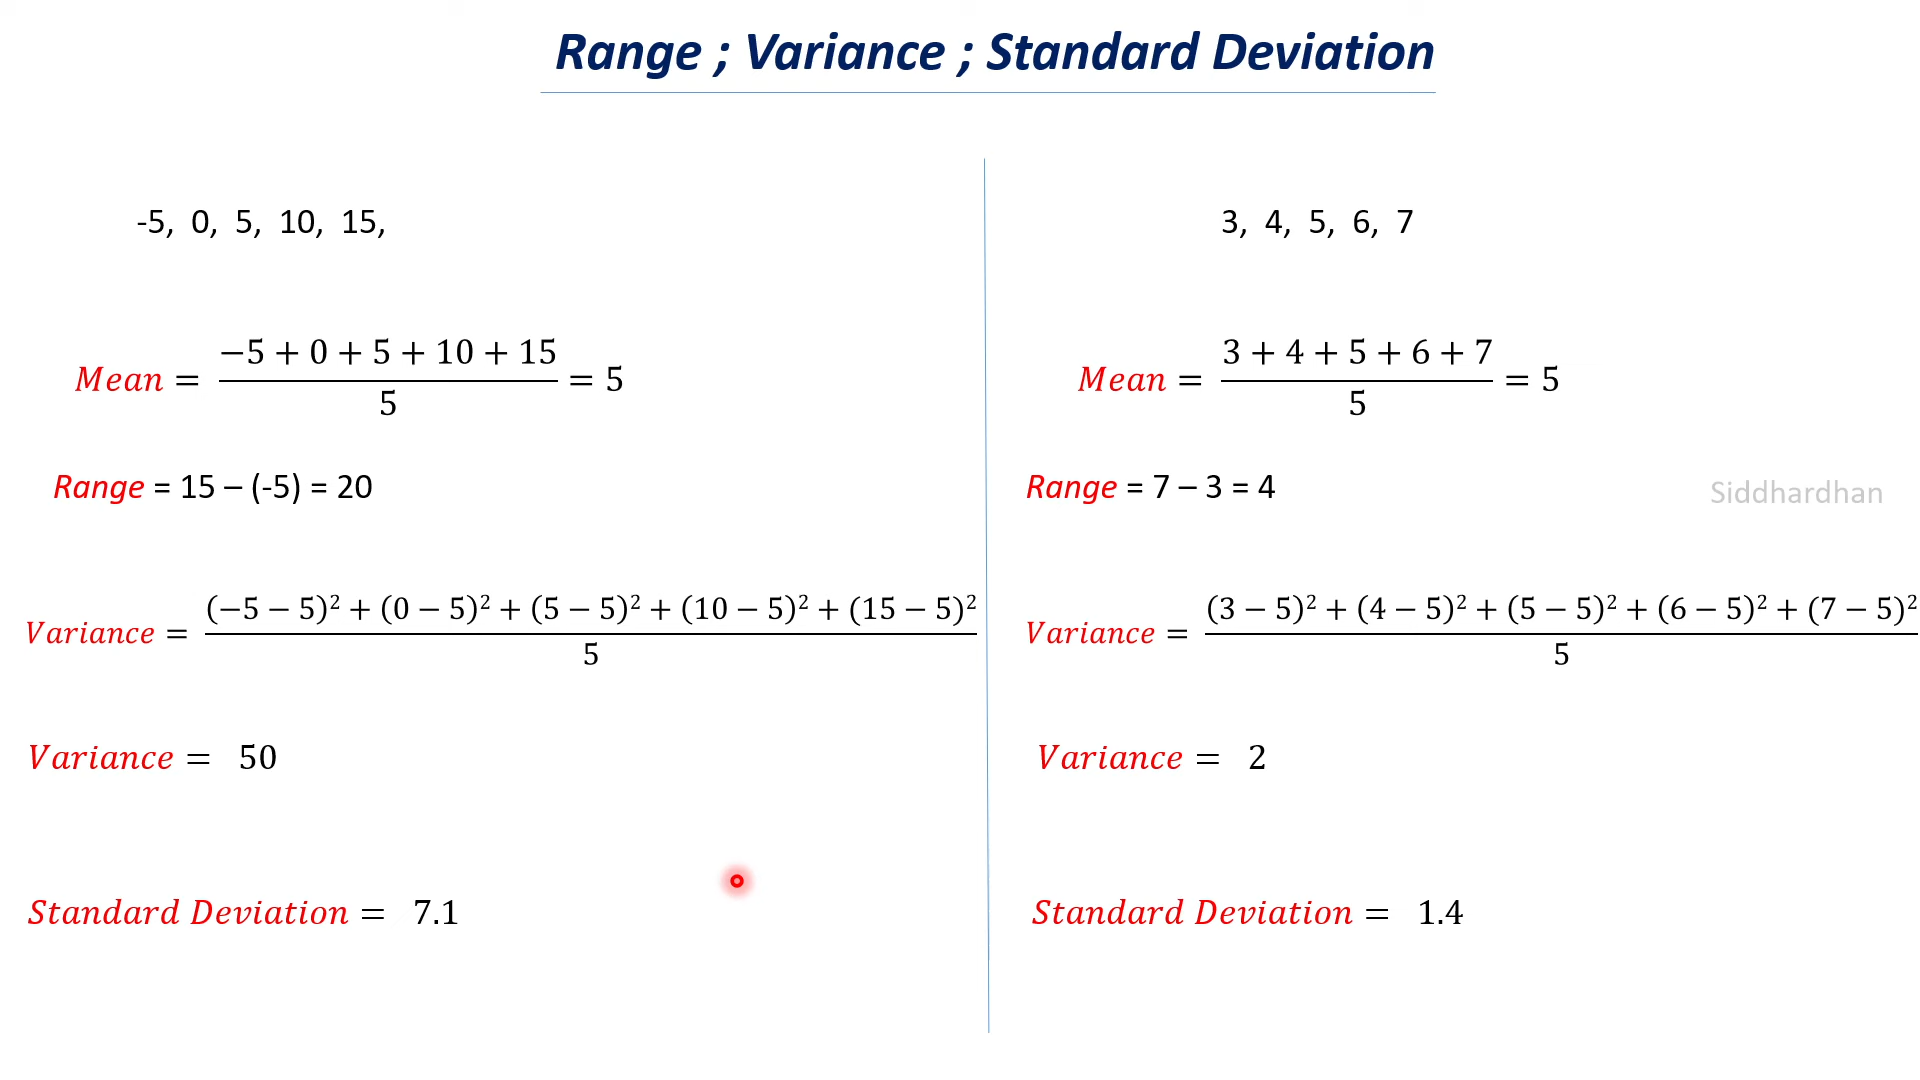 Range ; Variance ; Standard Deviation
-5, 0, 5, 10, 15,
Mean = (−5 + 0 + 5 + 10 + 15) / 5 = 5
Range = 15 – (-5) = 20
Variance = ((−5 − 5)² + (0 − 5)² + (5 − 5)² + (10 − 5)² + (15 − 5)²) / 5
Variance = 50
Standard Deviation = 7.1
3, 4, 5, 6, 7
Mean = (3 + 4 + 5 + 6 + 7) / 5 = 5
Range = 7 – 3 = 4
Siddhardhan
Variance = ((3 − 5)² + (4 − 5)² + (5 − 5)² + (6 − 5)² + (7 − 5)²) / 5
Variance = 2
Standard Deviation = 1.4